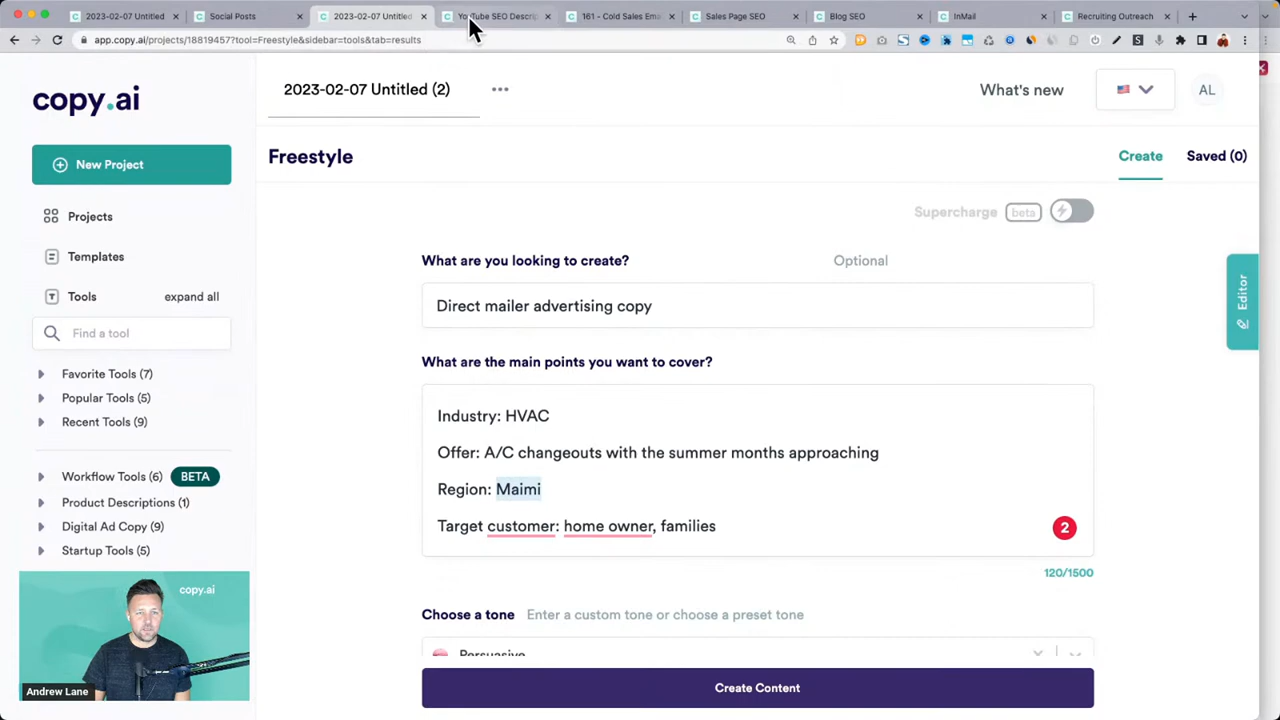 2023-02-07 Untitled
Social Posts
2023-02-07 Untitled
YouTube SEO Descrip
161 - Cold Sales Ema
Sales Page SEO
Blog SEO
InMail
Recruiting Outreach
app.copy.ai/projects/18819457?tool=Freestyle&sidebar=tools&tab=results
copy.ai
2023-02-07 Untitled (2)
What's new
AL
New Project
Freestyle
Create
Saved (0)
Projects
Supercharge beta
Templates
What are you looking to create?
Optional
Tools
expand all
Direct mailer advertising copy
Find a tool
What are the main points you want to cover?
Editor
Favorite Tools (7)
Popular Tools (5)
Recent Tools (9)
Industry: HVAC
Offer: A/C changeouts with the summer months approaching
Region: Maimi
Target customer: home owner, families
2
Workflow Tools (6)
BETA
Product Descriptions (1)
Digital Ad Copy (9)
Startup Tools (5)
120/1500
copy.ai
Choose a tone
Enter a custom tone or choose a preset tone
Persuasive
Create Content
Andrew Lane